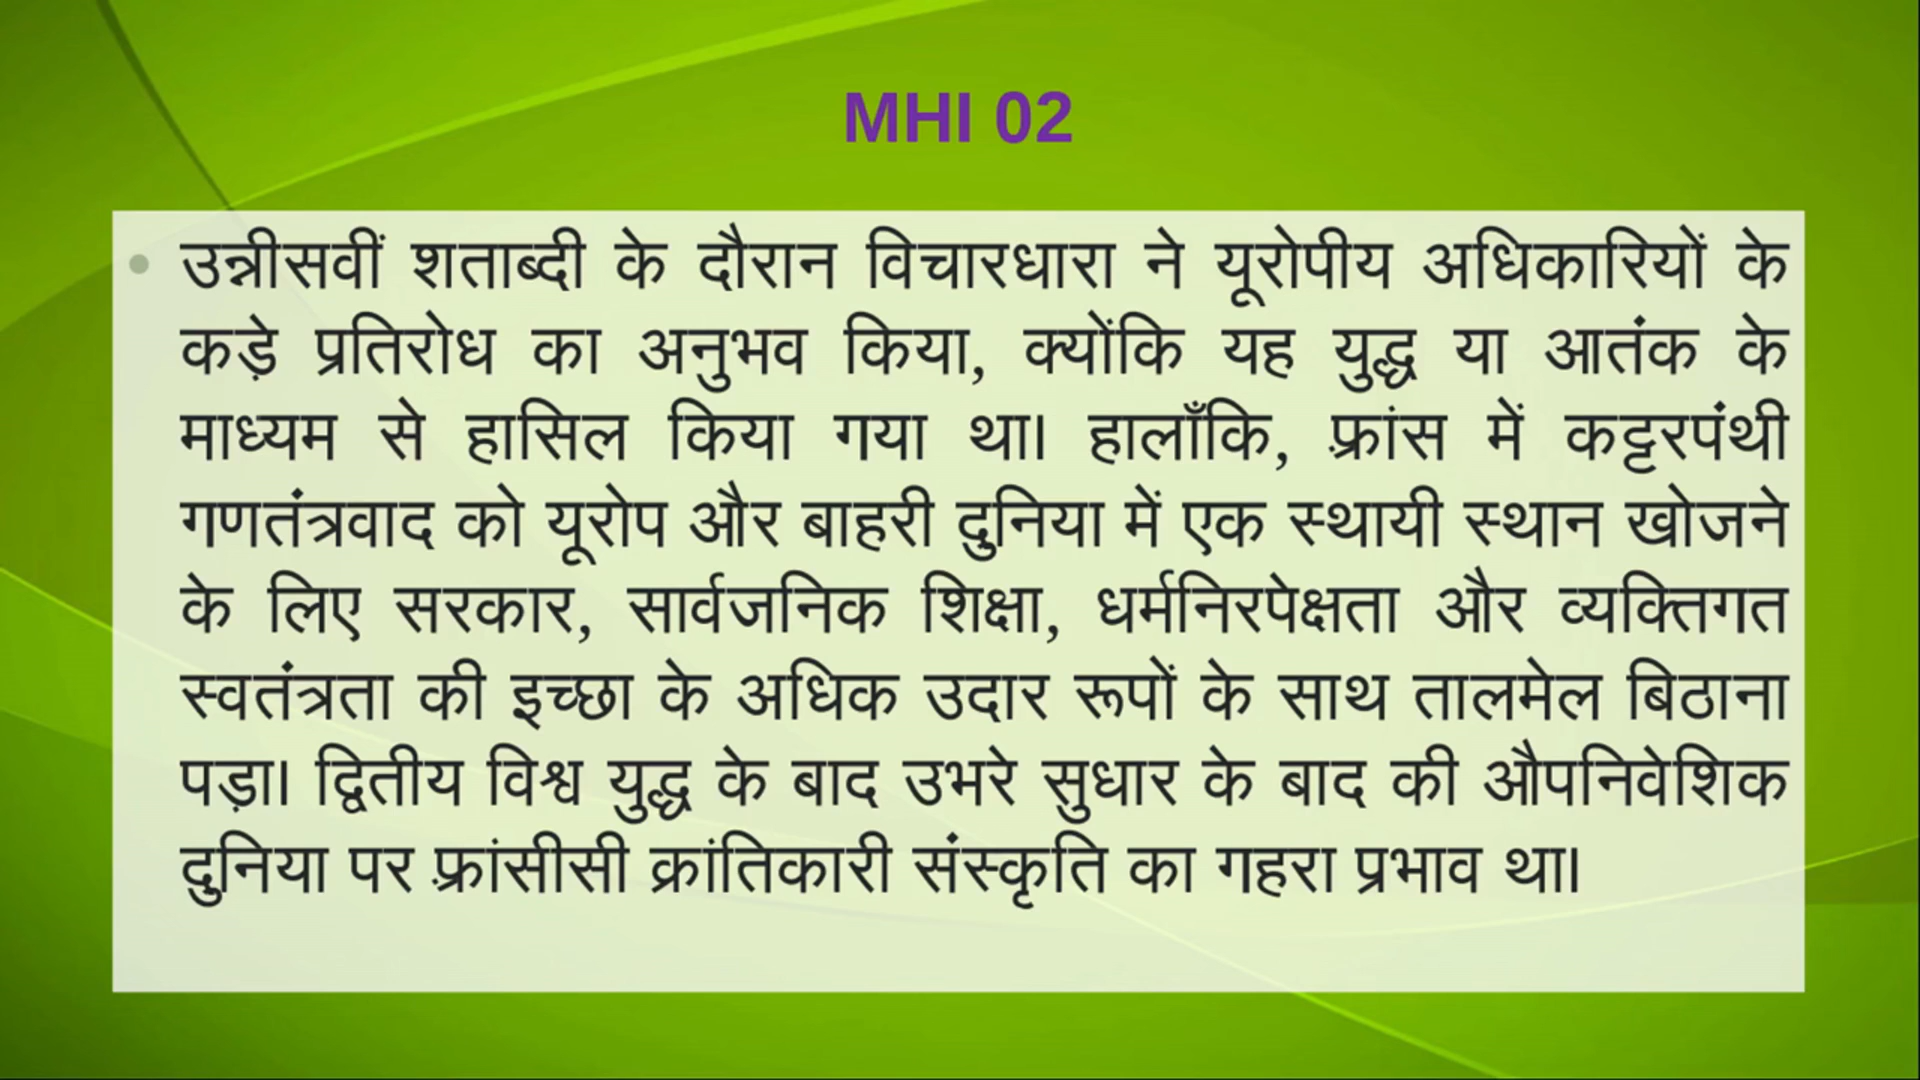 MHI 02
उन्नीसवीं शताब्दी के दौरान विचारधारा ने यूरोपीय अधिकारियों के
कड़े प्रतिरोध का अनुभव किया, क्योंकि यह युद्ध या आतंक के
माध्यम से हासिल किया गया था। हालाँकि, फ़्रांस में कट्टरपंथी
गणतंत्रवाद को यूरोप और बाहरी दुनिया में एक स्थायी स्थान खोजने
के लिए सरकार, सार्वजनिक शिक्षा, धर्मनिरपेक्षता और व्यक्तिगत
स्वतंत्रता की इच्छा के अधिक उदार रूपों के साथ तालमेल बिठाना
पड़ा। द्वितीय विश्व युद्ध के बाद उभरे सुधार के बाद की औपनिवेशिक
दुनिया पर फ़्रांसीसी क्रांतिकारी संस्कृति का गहरा प्रभाव था।